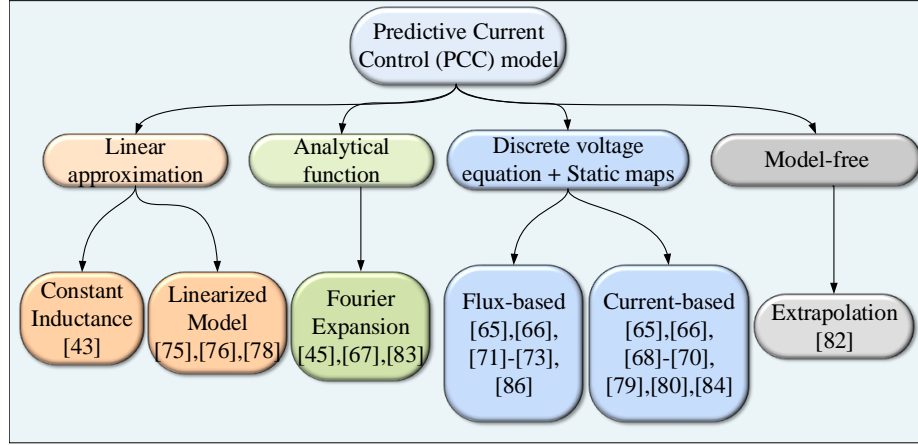 Predictive Current
Control (PCC) model
Linear
approximation
Analytical
function
Discrete voltage
equation + Static maps
Model-free
Constant
Inductance
[43]
Linearized
Model
[75],[76],[78]
Fourier
Expansion
[45],[67],[83]
Flux-based
[65],[66],
[71]-[73],
[86]
Current-based
[65],[66],
[68]-[70],
[79],[80],[84]
Extrapolation
[82]